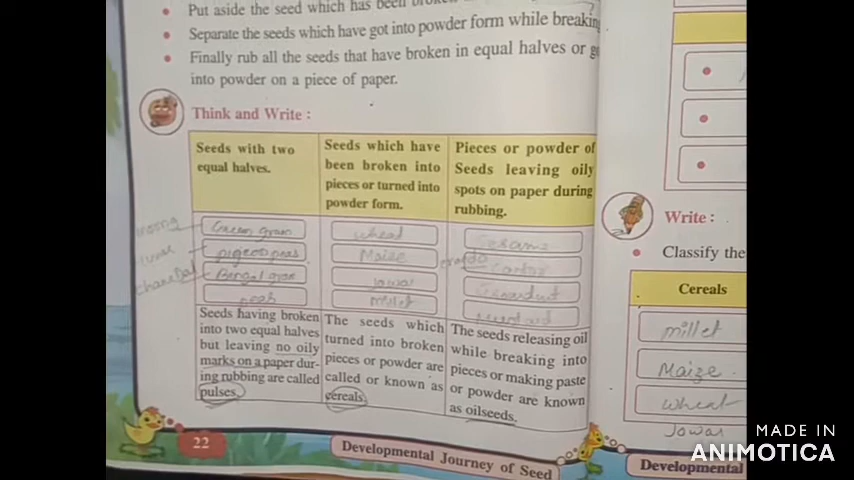 Put aside the seed which has been broken
Separate the seeds which have got into powder form while breaking
Finally rub all the seeds that have broken in equal halves or
into powder on a piece of paper.
Think and Write :
Seeds with two
equal halves.
Seeds which have
been broken into
pieces or turned into
powder form.
Pieces or powder of
Seeds leaving oily
spots on paper during
rubbing.
moong
Green gram
pigeon peas
chana Dal
Bengal gram
peas
wheat
Maize
Jowar
millet
Sesame
Castor
Mustard
Seeds having broken
into two equal halves
but leaving no oily
marks on a paper dur-
ing rubbing are called
pulses.
The seeds which
turned into broken
pieces or powder are
called or known as
cereals.
The seeds releasing oil
while breaking into
pieces or making paste
or powder are known
as oilseeds.
22
Developmental Journey of Seed
Write :
Classify the
Cereals
millet
Maize
wheat
Jowar
Developmental
MADE IN
ANIMOTICA